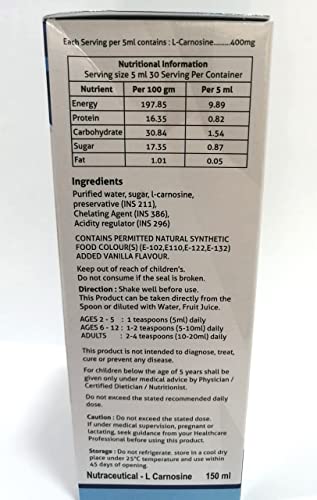 Each Serving per 5ml contains : L-Carnosine.........400mg
Nutritional Information
Serving size 5 ml 30 Serving Per Container
Nutrient Per 100 gm Per 5 ml
Energy 197.85 9.89
Protein 16.35 0.82
Carbohydrate 30.84 1.54
Sugar 17.35 0.87
Fat 1.01 0.05
Ingredients
Purified water, sugar, l-carnosine,
preservative (INS 211),
Chelating Agent (INS 386),
Acidity regulator (INS 296)
CONTAINS PERMITTED NATURAL SYNTHETIC
FOOD COLOUR(S) (E-102,E110,E-122,E-132)
ADDED VANILLA FLAVOUR.
Keep out of reach of children's.
Do not consume if the seal is broken.
Direction : Shake well before use.
This Product can be taken directly from the
Spoon or diluted with Water, Fruit Juice.
AGES 2 - 5 : 1 teaspoons (5ml) daily
AGES 6 - 12 : 1-2 teaspoons (5-10ml) daily
ADULTS : 2-4 teaspoons (10-20ml) daily
This product is not intended to diagnose, treat,
cure or prevent any disease.
For children below the age of 5 years shall be
given only under medical advice by Physician /
Certified Dietitian / Nutritionist.
Do not exceed the stated recommended daily
dose.
Caution : Do not exceed the stated dose.
If under medical supervision, pregnant or
lactating, seek guidance from your Healthcare
Professional before using this product.
Storage : Do not refrigerate, store in a cool dry
place under 25°C temperature and use within
45 days of opening.
Nutraceutical - L Carnosine 150 ml